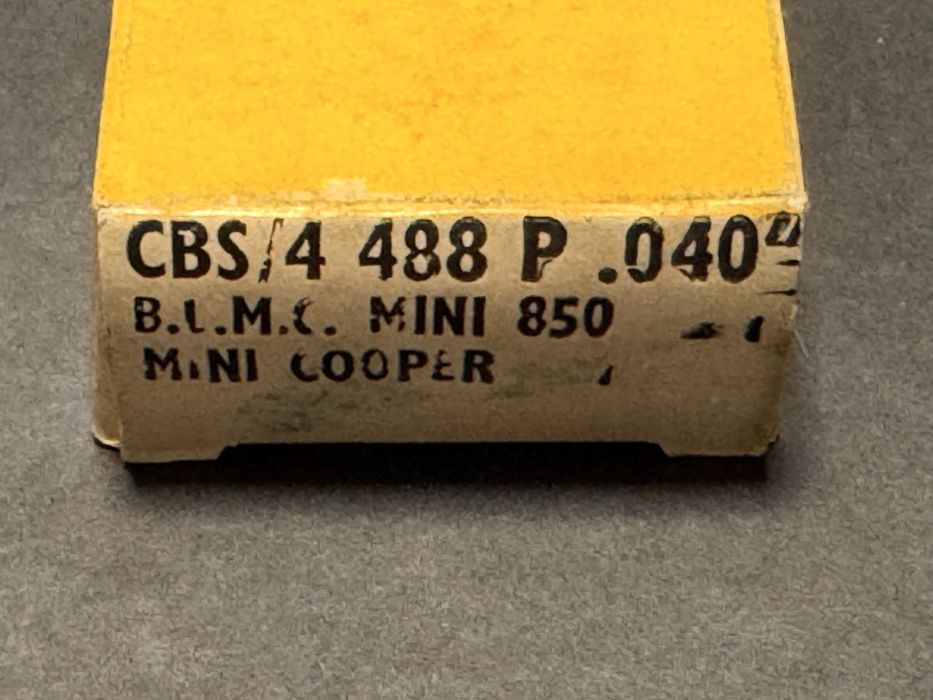 CBS/4 488 P .040"
B.L.M.C. MINI 850
MINI COOPER